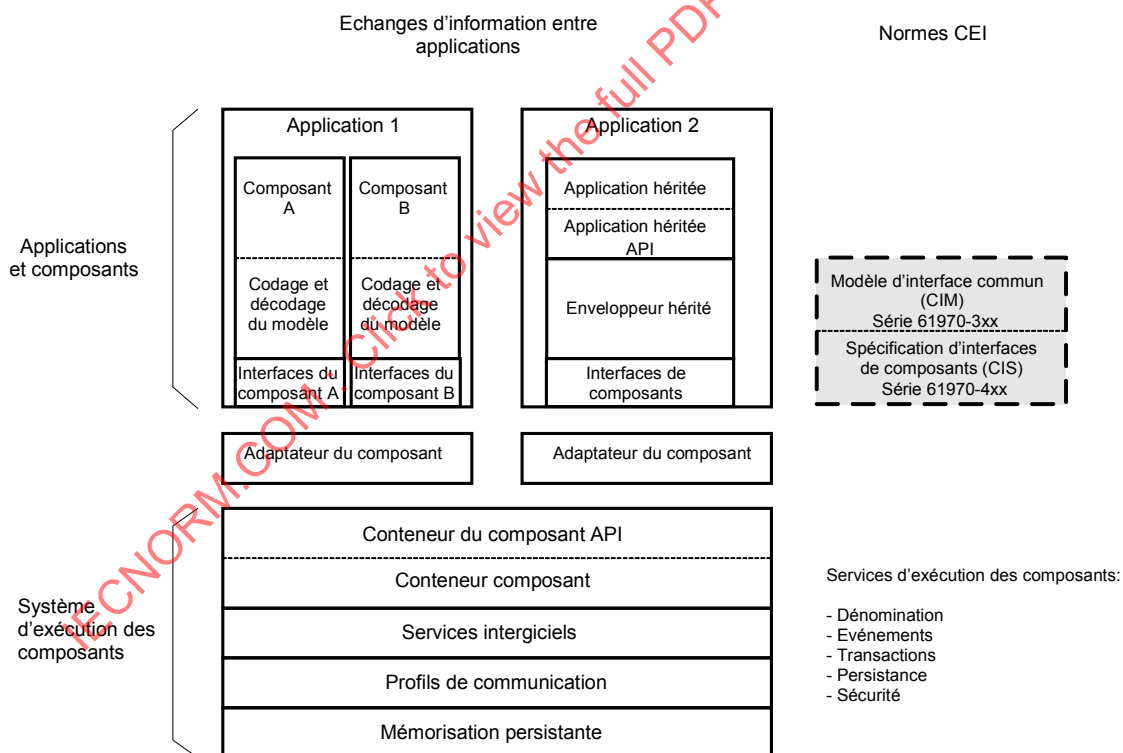 Echanges d'information entre
applications
Normes CEI
Application 1
Application 2
Composant
A
Composant
B
Application héritée
Application héritée
API
Applications
et composants
Codage et
décodage
du modèle
Codage et
décodage
du modèle
Enveloppeur hérité
Modèle d'interface commun
(CIM)
Série 61970-3xx
Spécification d'interfaces
de composants (CIS)
Série 61970-4xx
Interfaces du
composant A
Interfaces du
composant B
Interfaces de
composants
Adaptateur du composant
Adaptateur du composant
Conteneur du composant API
Conteneur composant
Services intergiciels
Profils de communication
Mémorisation persistante
Système
d'exécution des
composants
Services d'exécution des composants:
- Dénomination
- Evénements
- Transactions
- Persistance
- Sécurité
IECNORM.COM : Click to view the full PDF